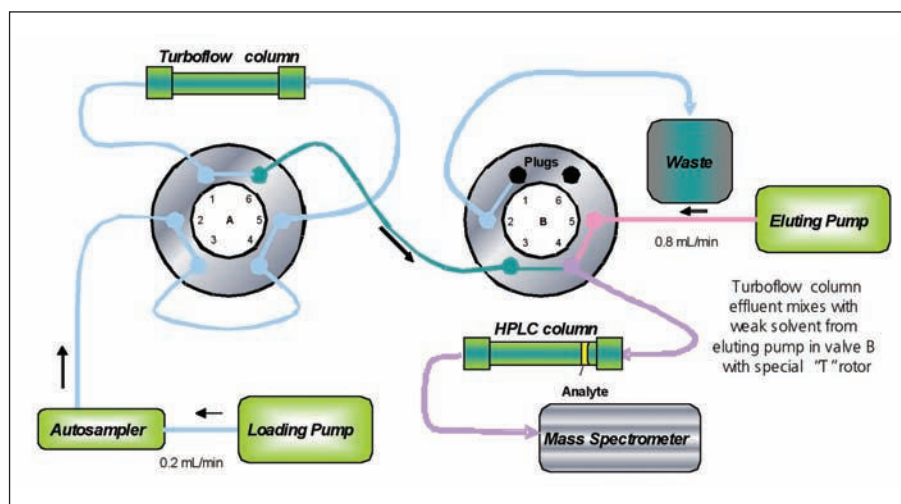 Turboflow column
Plugs
Waste
1
6
2
A
5
3
4
1
6
2
B
5
3
4
Eluting Pump
0.8 mL/min
Turboflow column
effluent mixes with
weak solvent from
eluting pump in valve B
with special "T"rotor
HPLC column
Analyte
Autosampler
Loading Pump
Mass Spectrometer
0.2 mL/min